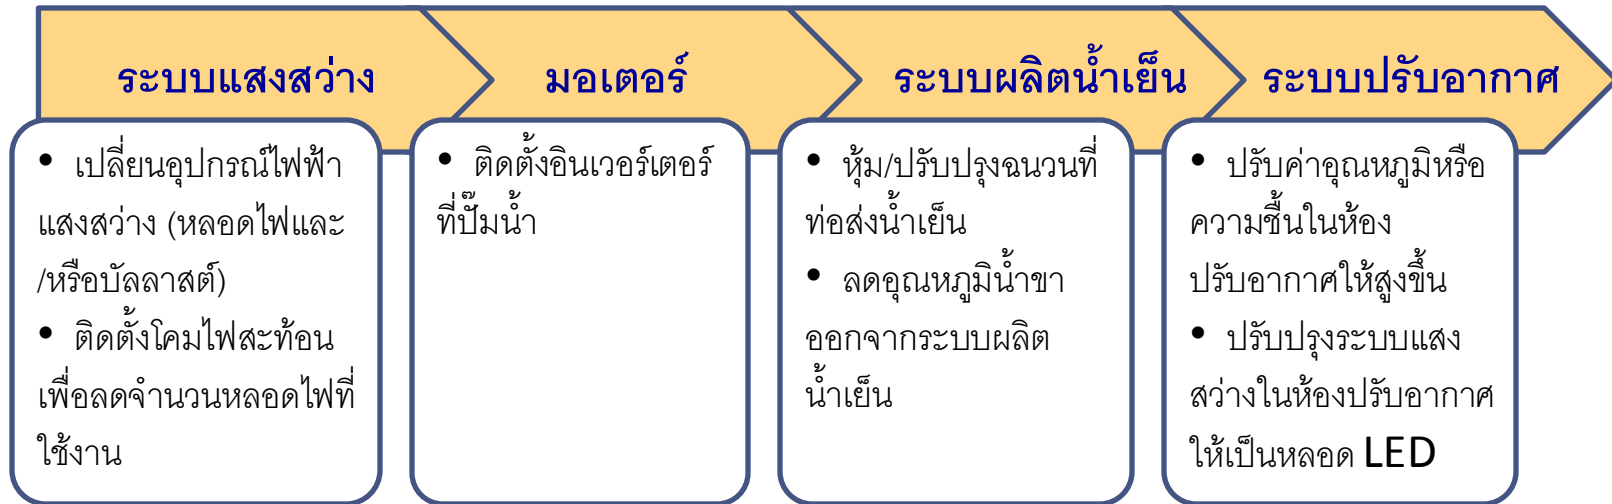 ระบบแสงสว่าง
มอเตอร์
ระบบผลิตน้ำเย็น
ระบบปรับอากาศ
• เปลี่ยนอุปกรณ์ไฟฟ้า
แสงสว่าง (หลอดไฟและ
/หรือบัลลาสต์)
• ติดตั้งโคมไฟสะท้อน
เพื่อลดจำนวนหลอดไฟที่
ใช้งาน
• ติดตั้งอินเวอร์เตอร์
ที่ปั๊มน้ำ
• หุ้ม/ปรับปรุงฉนวนที่
ท่อส่งน้ำเย็น
• ลดอุณหภูมิน้ำขา
ออกจากระบบผลิต
น้ำเย็น
• ปรับค่าอุณหภูมิหรือ
ความชื้นในห้อง
ปรับอากาศให้สูงขึ้น
• ปรับปรุงระบบแสง
สว่างในห้องปรับอากาศ
ให้เป็นหลอด LED